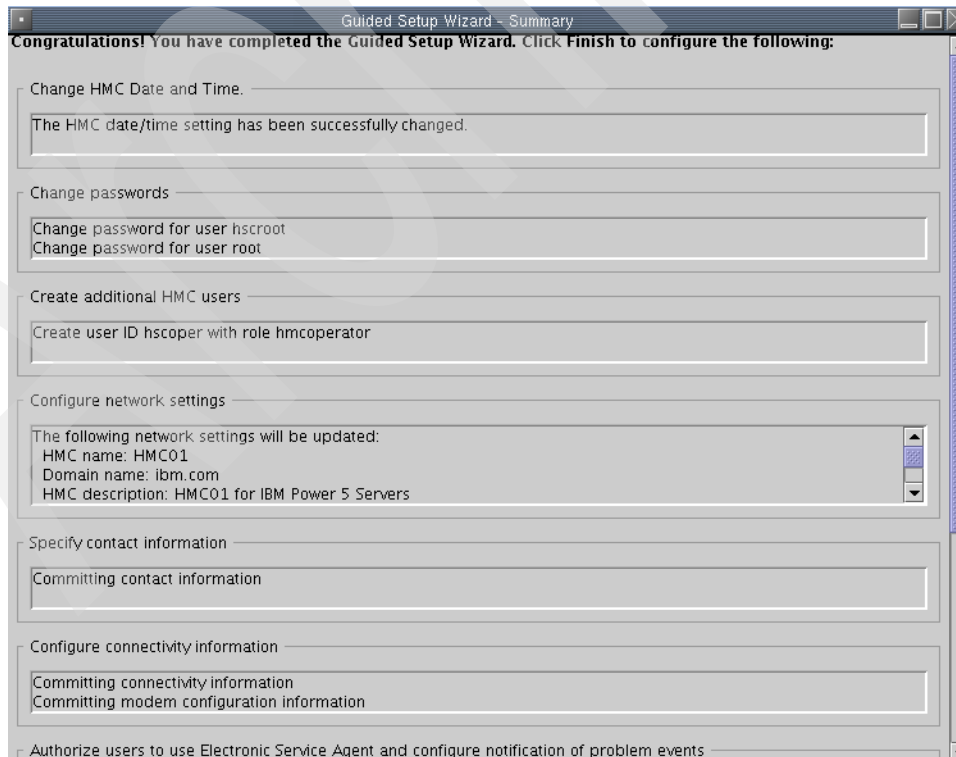 Guided Setup Wizard - Summary
Congratulations! You have completed the Guided Setup Wizard. Click Finish to configure the following:
Change HMC Date and Time.
The HMC date/time setting has been successfully changed.
Change passwords
Change password for user hscroot
Change password for user root
Create additional HMC users
Create user ID hscoper with role hmcoperator
Configure network settings
The following network settings will be updated:
HMC name: HMC01
Domain name: ibm.com
HMC description: HMC01 for IBM Power 5 Servers
Specify contact information
Committing contact information
Configure connectivity information
Committing connectivity information
Committing modem configuration information
Authorize users to use Electronic Service Agent and configure notification of problem events